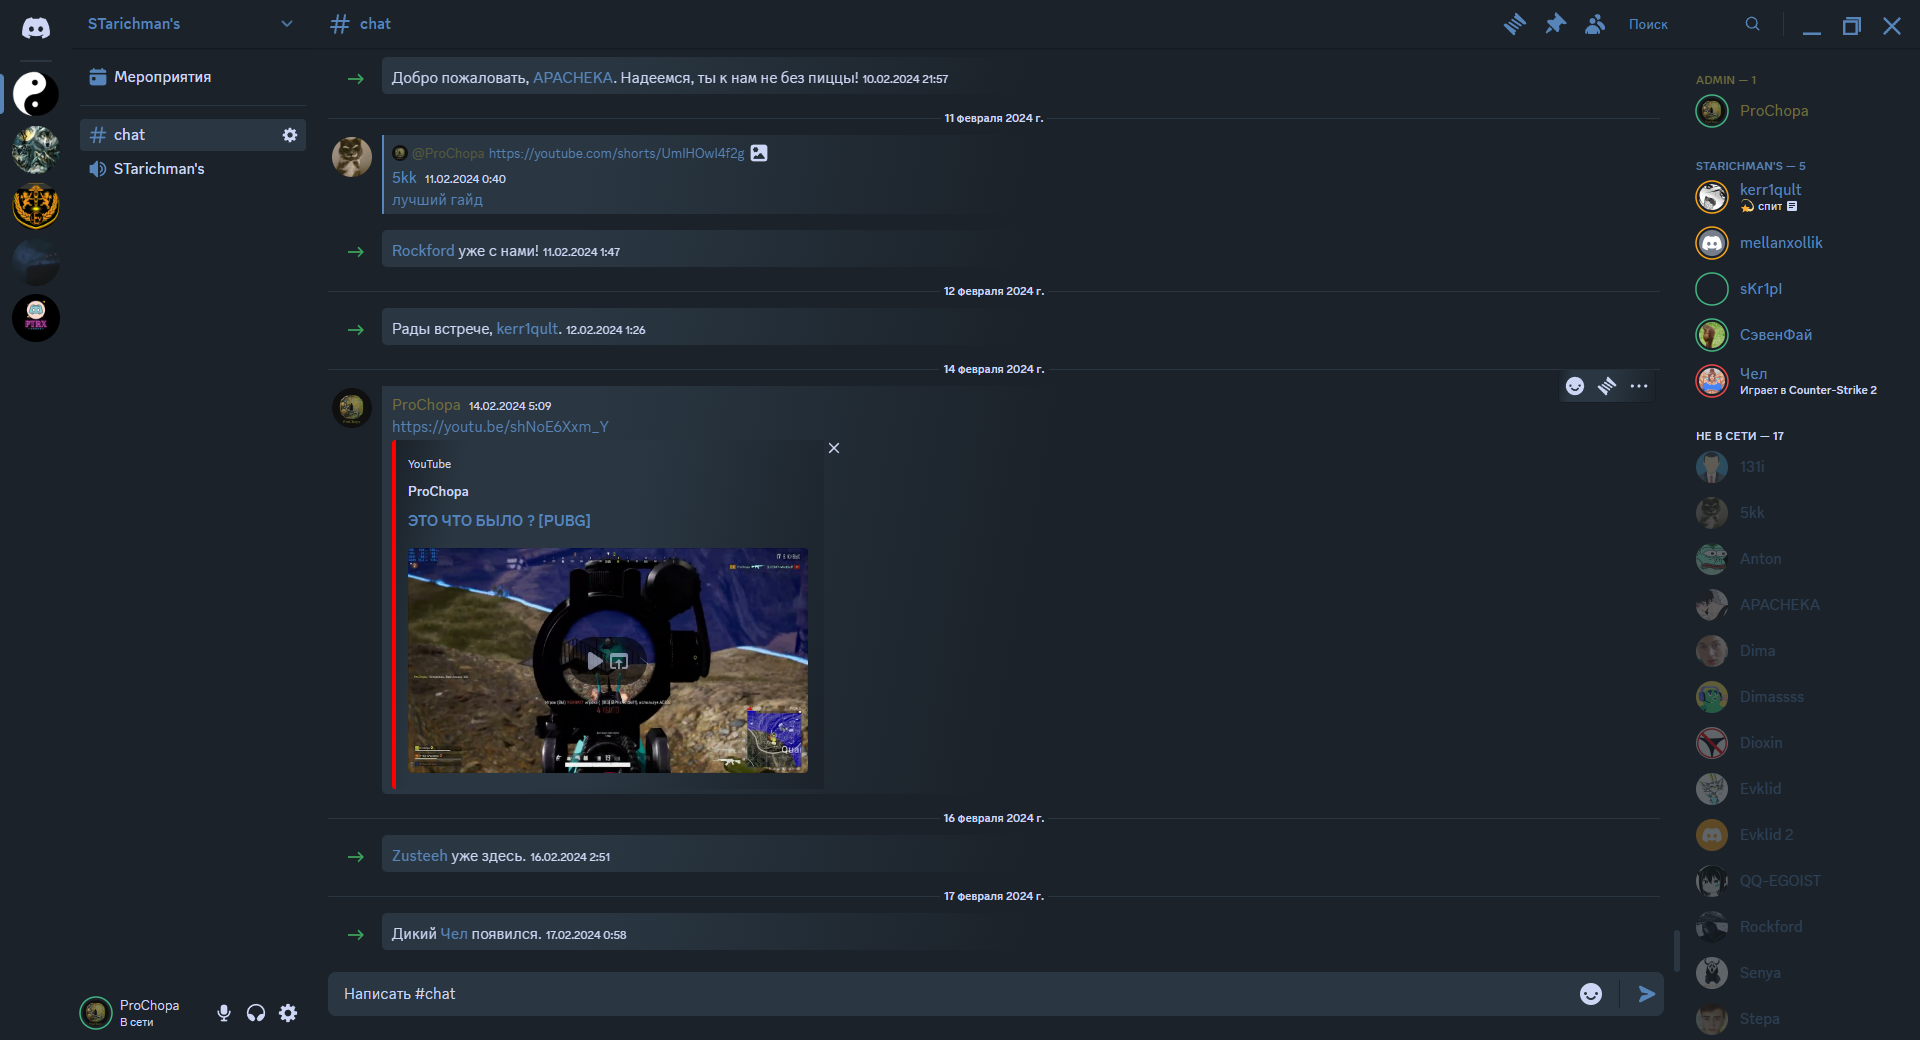 STarichman's
Мероприятия
chat
STarichman's
PTRX
ProChopa
В сети
chat
Поиск
Добро пожаловать, APACHEKA. Надеемся, ты к нам не без пиццы! 10.02.2024 21:57
11 февраля 2024 г.
@ProChopa https://youtube.com/shorts/UmIHOwI4f2g
5kk 11.02.2024 0:40
лучший гайд
Rockford уже с нами! 11.02.2024 1:47
12 февраля 2024 г.
Рады встрече, kerr1qult. 12.02.2024 1:26
14 февраля 2024 г.
ProChopa 14.02.2024 5:09
https://youtu.be/shNoE6Xxm_Y
YouTube
ProChopa
ЭТО ЧТО БЫЛО ? [PUBG]
16 февраля 2024 г.
Zusteeh уже здесь. 16.02.2024 2:51
17 февраля 2024 г.
Дикий Чел появился. 17.02.2024 0:58
Написать #chat
ADMIN — 1
ProChopa
STARICHMAN'S — 5
kerr1qult
спит
mellanxollik
sKr1pI
СэвенФай
Чел
Играет в Counter-Strike 2
НЕ В СЕТИ — 17
131i
5kk
Anton
APACHEKA
Dima
Dimassss
Dioxin
Evklid
Evklid 2
QQ-EGOIST
Rockford
Senya
Stepa